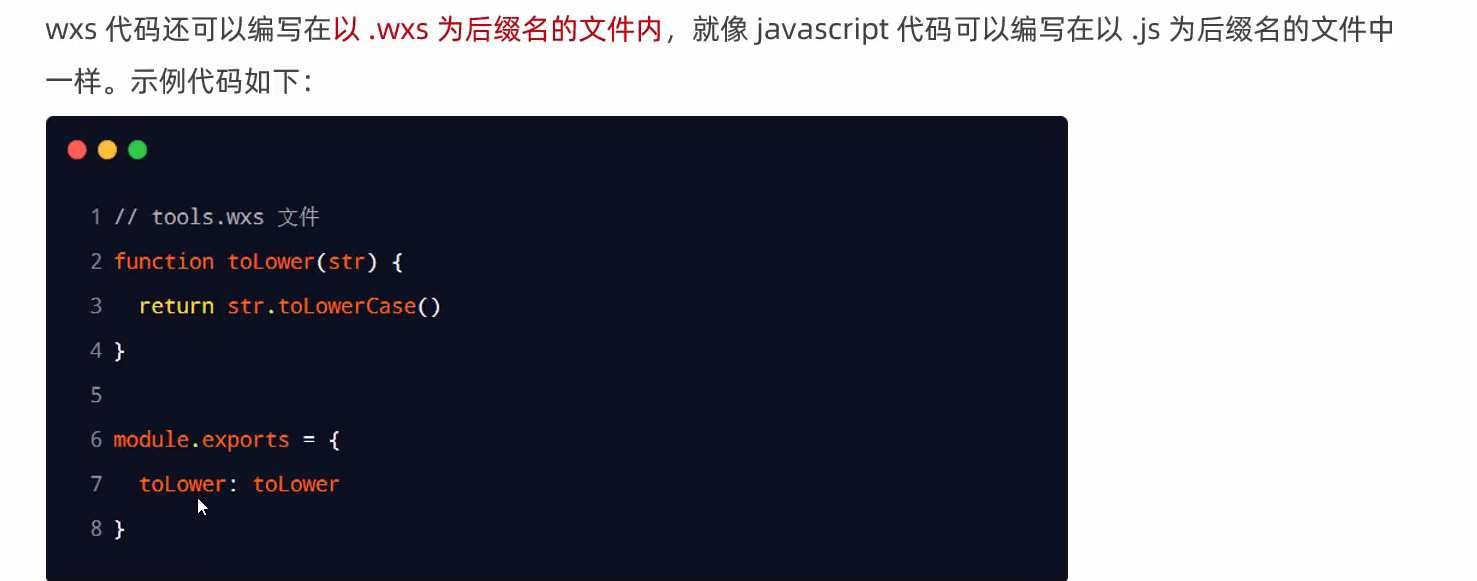 wxs 代码还可以编写在以 .wxs 为后缀名的文件内，就像 javascript 代码可以编写在以 .js 为后缀名的文件中
一样。示例代码如下：
1 // tools.wxs 文件
2 function toLower(str) {
3   return str.toLowerCase()
4 }
5
6 module.exports = {
7   toLower: toLower
8 }